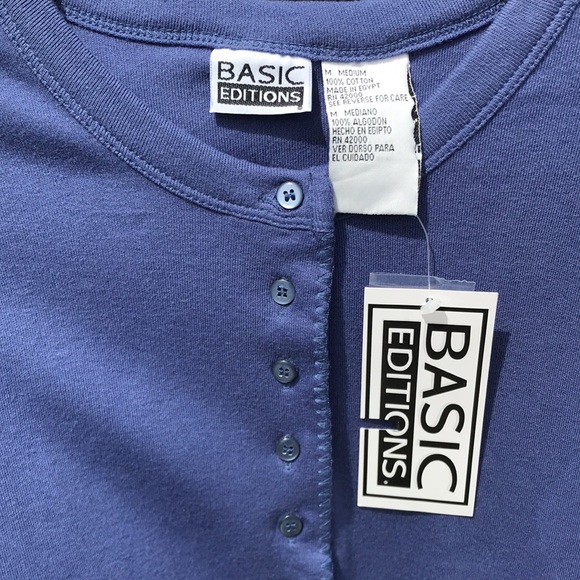 BASIC
EDITIONS
M MEDIUM
100% COTTON
MADE IN EGYPT
RN 42000
SEE REVERSE FOR CARE
M MEDIANO
100% ALGODON
HECHO EN EGIPTO
RN 42000
VER DORSO PARA
EL CUIDADO
BASIC
EDITIONS.